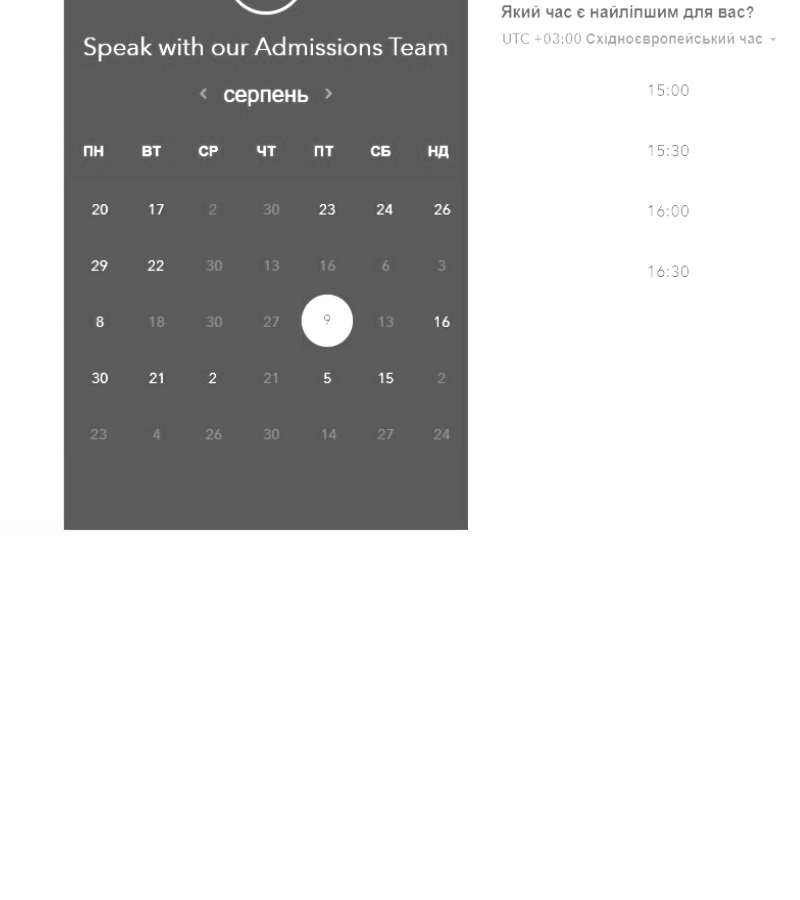 Speak with our Admissions Team
серпень
ПН ВТ СР ЧТ ПТ СБ НД
20 17 2 30 23 24 26
29 22 30 13 16 6 3
8 18 30 27 9 13 16
30 21 2 21 5 15 2
23 4 26 30 14 27 24
Який час є найліпшим для вас?
UTC +03:00 Східноєвропейський час
15:00
15:30
16:00
16:30